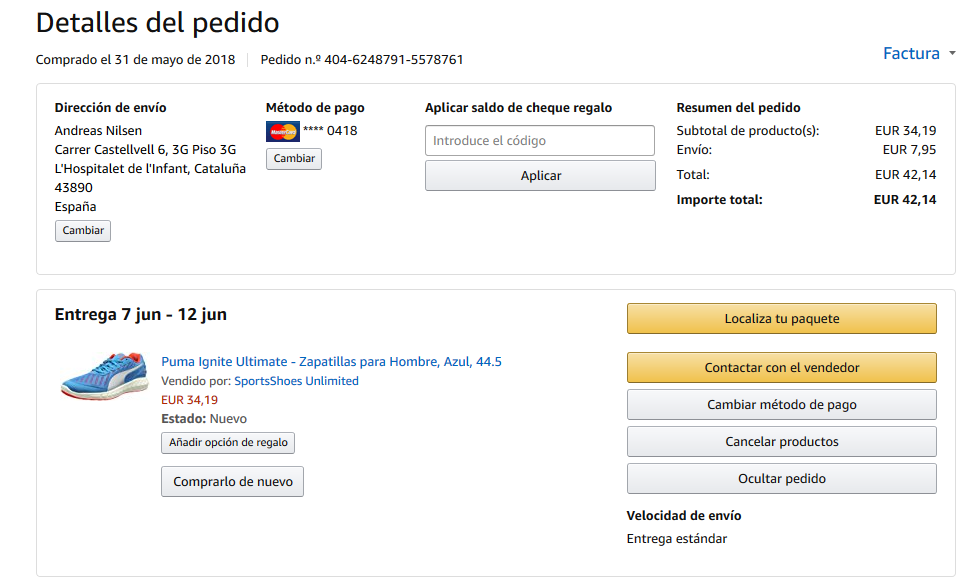 Detalles del pedido
Comprado el 31 de mayo de 2018 Pedido n.º 404-6248791-5578761
Factura
Dirección de envío
Andreas Nilsen
Carrer Castellvell 6, 3G Piso 3G
L'Hospitalet de l'Infant, Cataluña
43890
España
Cambiar
Método de pago
MasterCard **** 0418
Cambiar
Aplicar saldo de cheque regalo
Introduce el código
Aplicar
Resumen del pedido
Subtotal de producto(s): EUR 34,19
Envío: EUR 7,95
Total: EUR 42,14
Importe total: EUR 42,14
Entrega 7 jun - 12 jun
Puma Ignite Ultimate - Zapatillas para Hombre, Azul, 44.5
Vendido por: SportsShoes Unlimited
EUR 34,19
Estado: Nuevo
Añadir opción de regalo
Comprarlo de nuevo
Localiza tu paquete
Contactar con el vendedor
Cambiar método de pago
Cancelar productos
Ocultar pedido
Velocidad de envío
Entrega estándar